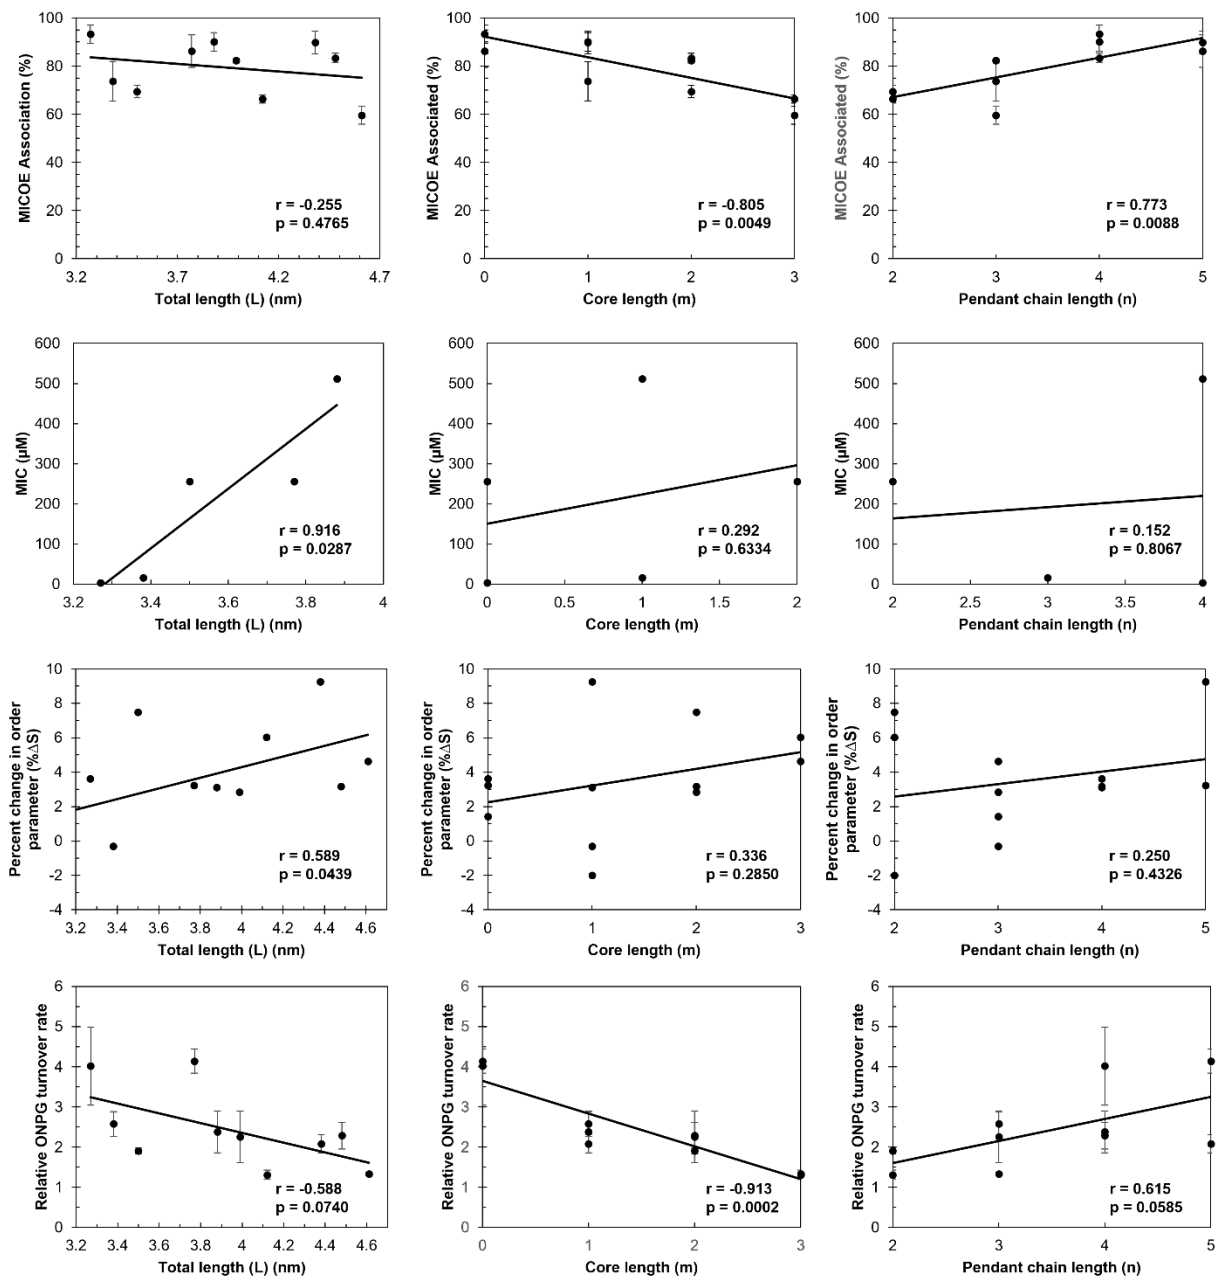 MICOE Association (%)
100
80
60
40
20
0
r = -0.255
p = 0.4765
3.2
3.7
4.2
4.7
Total length (L) (nm)
MICOE Associated (%)
100
80
60
40
20
0
r = -0.805
p = 0.0049
0
1
2
3
Core length (m)
MICOE Associated (%)
100
80
60
40
20
0
r = 0.773
p = 0.0088
2
3
4
5
Pendant chain length (n)
MIC (µM)
600
500
400
300
200
100
0
r = 0.916
p = 0.0287
3.2
3.4
3.6
3.8
4
Total length (L) (nm)
MIC (µM)
600
500
400
300
200
100
0
r = 0.292
p = 0.6334
0
0.5
1
1.5
2
Core length (m)
MIC (µM)
600
500
400
300
200
100
0
r = 0.152
p = 0.8067
2
2.5
3
3.5
4
Pendant chain length (n)
Percent change in order
parameter (%ΔS)
10
8
6
4
2
0
-2
-4
r = 0.589
p = 0.0439
3.2
3.4
3.6
3.8
4
4.2
4.4
4.6
Total length (L) (nm)
Percent change in order
parameter (%ΔS)
10
8
6
4
2
0
-2
-4
r = 0.336
p = 0.2850
0
1
2
3
Core length (m)
Percent change in order
parameter (%ΔS)
10
8
6
4
2
0
-2
-4
r = 0.250
p = 0.4326
2
3
4
5
Pendant chain length (n)
Relative ONPG turnover rate
6
5
4
3
2
1
0
r = -0.588
p = 0.0740
3.2
3.4
3.6
3.8
4
4.2
4.4
4.6
Total length (L) (nm)
Relative ONPG turnover rate
6
5
4
3
2
1
0
r = -0.913
p = 0.0002
0
1
2
3
Core length (m)
Relative ONPG turnover rate
6
5
4
3
2
1
0
r = 0.615
p = 0.0585
2
3
4
5
Pendant chain length (n)